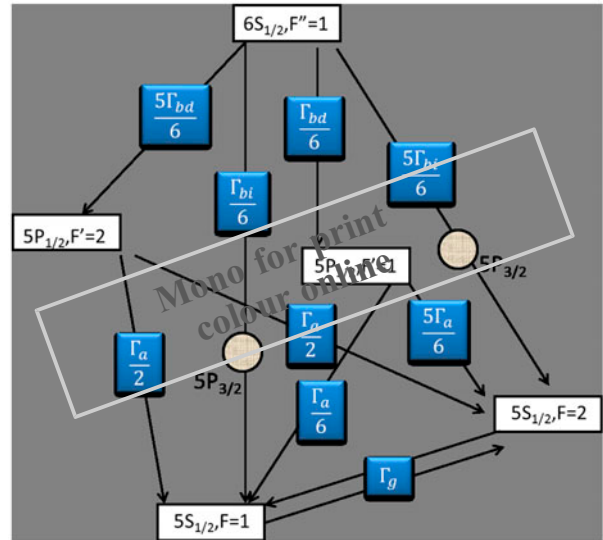 6S1/2,F"=1
5Γbd
6
Γbd
6
Γbi
6
5Γbi
6
5P1/2,F'=2
Mono for print
colour online
5P3/2
Γa
2
Γa
2
5Γa
6
5P3/2
Γa
6
5S1/2,F=2
Γg
5S1/2,F=1